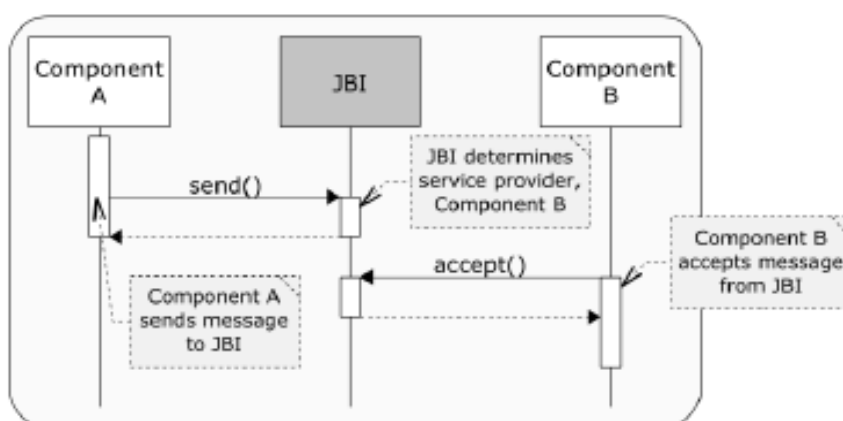 Component
A
JBI
Component
B
JBI determines
service provider,
Component B
send()
Component B
accepts message
from JBI
accept()
Component A
sends message
to JBI